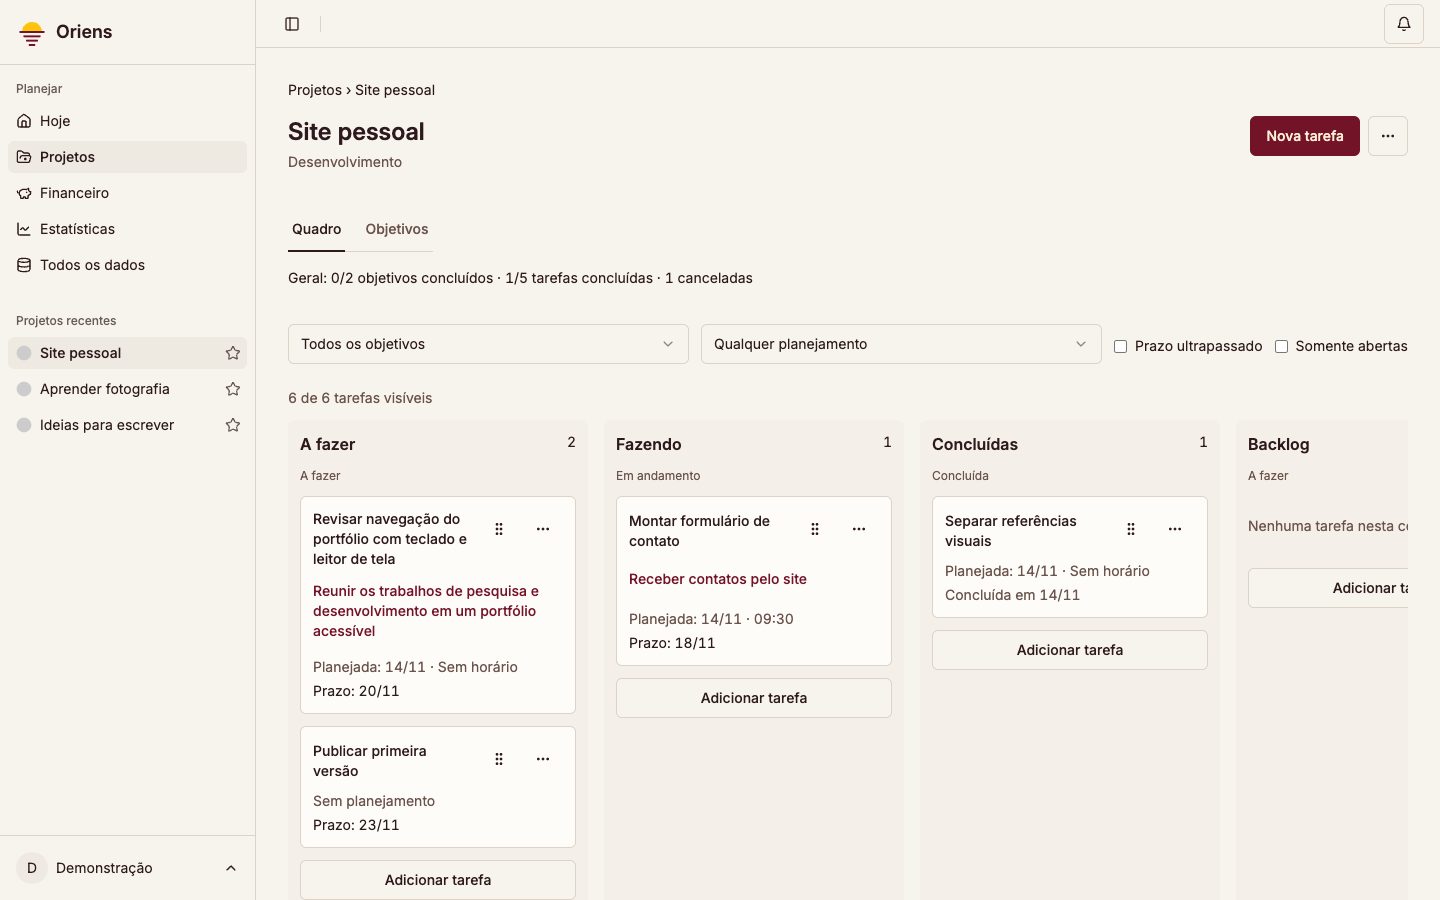 Oriens
Planejar
Hoje
Projetos
Financeiro
Estatísticas
Todos os dados
Projetos recentes
Site pessoal
Aprender fotografia
Ideias para escrever
D Demonstração
Projetos › Site pessoal
Site pessoal
Desenvolvimento
Nova tarefa
Quadro Objetivos
Geral: 0/2 objetivos concluídos · 1/5 tarefas concluídas · 1 canceladas
Todos os objetivos
Qualquer planejamento
Prazo ultrapassado
Somente abertas
6 de 6 tarefas visíveis
A fazer 2
A fazer
Revisar navegação do
portfólio com teclado e
leitor de tela
Reunir os trabalhos de pesquisa e
desenvolvimento em um portfólio
acessível
Planejada: 14/11 · Sem horário
Prazo: 20/11
Publicar primeira
versão
Sem planejamento
Prazo: 23/11
Adicionar tarefa
Fazendo 1
Em andamento
Montar formulário de
contato
Receber contatos pelo site
Planejada: 14/11 · 09:30
Prazo: 18/11
Adicionar tarefa
Concluídas 1
Concluída
Separar referências
visuais
Planejada: 14/11 · Sem horário
Concluída em 14/11
Adicionar tarefa
Backlog
A fazer
Nenhuma tarefa nesta
Adicionar